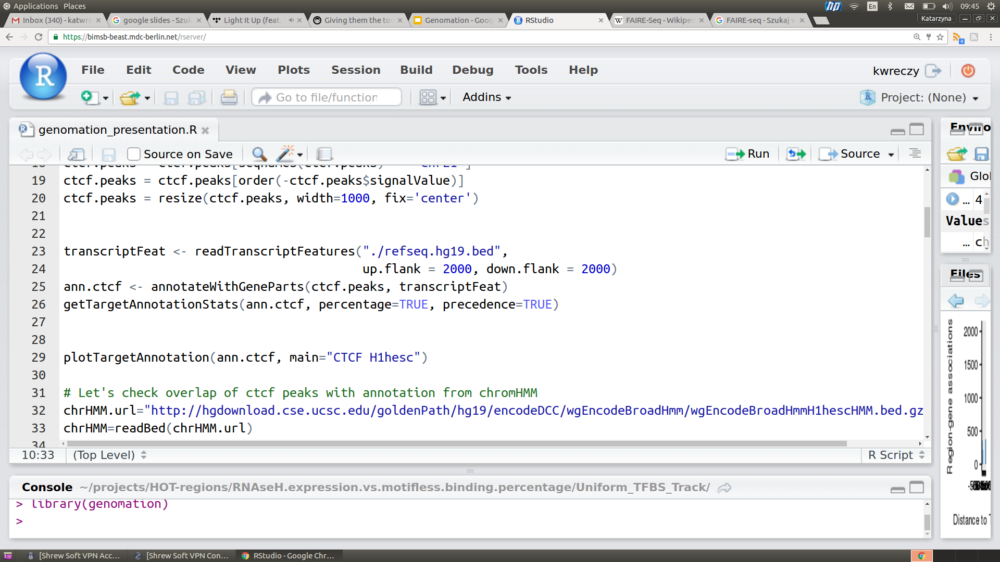 Applications Places
En 09:45
Inbox (340) - katwre
google slides - Szuk
Light It Up (feat.
Giving them the too
Genomation - Goog
RStudio
FAIRE-Seq - Wikiped
FAIRE-seq - Szukaj w
Katarzyna
https://bimsb-beast.mdc-berlin.net/rserver/
4
R File Edit Code View Plots Session Build Debug Tools Help
kwreczy
Go to file/function
Addins
Project: (None)
genomation_presentation.R
Source on Save
Run
Source
19 ctcf.peaks = ctcf.peaks[order(-ctcf.peaks$signalValue)]
20 ctcf.peaks = resize(ctcf.peaks, width=1000, fix='center')
21
22
23 transcriptFeat <- readTranscriptFeatures("./refseq.hg19.bed",
24 up.flank = 2000, down.flank = 2000)
25 ann.ctcf <- annotateWithGeneParts(ctcf.peaks, transcriptFeat)
26 getTargetAnnotationStats(ann.ctcf, percentage=TRUE, precedence=TRUE)
27
28
29 plotTargetAnnotation(ann.ctcf, main="CTCF H1hesc")
30
31 # Let's check overlap of ctcf peaks with annotation from chromHMM
32 chrHMM.url="http://hgdownload.cse.ucsc.edu/goldenPath/hg19/encodeDCC/wgEncodeBroadHmm/wgEncodeBroadHmmH1hescHMM.bed.gz
33 chrHMM=readBed(chrHMM.url)
34
10:33 (Top Level) R Script
Console ~/projects/HOT-regions/RNAseH.expression.vs.motifless.binding.percentage/Uniform_TFBS_Track/
> library(genomation)
>
Enviro
Glol
... 4
Values
... ch
Files
Region-gene associations
2000
1500
1000
500
0
Distance to T
[Shrew Soft VPN Acc...
[Shrew Soft VPN Con...
RStudio - Google Chr...